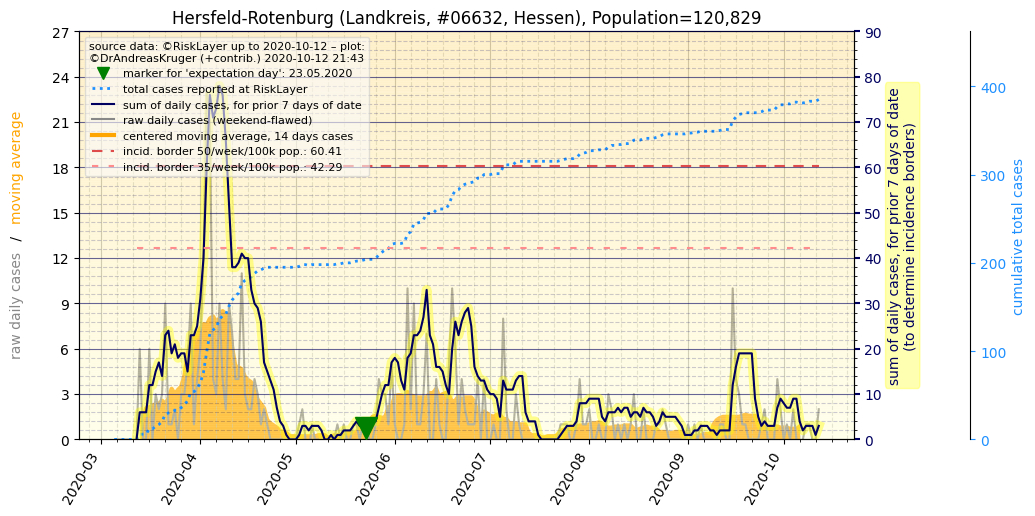 Hersfeld-Rotenburg (Landkreis, #06632, Hessen), Population=120,829
source data: ©RiskLayer up to 2020-10-12 – plot:
©DrAndreasKruger (+contrib.) 2020-10-12 21:43
marker for 'expectation day': 23.05.2020
total cases reported at RiskLayer
sum of daily cases, for prior 7 days of date
raw daily cases (weekend-flawed)
centered moving average, 14 days cases
incid. border 50/week/100k pop.: 60.41
incid. border 35/week/100k pop.: 42.29
raw daily cases / moving average
27
24
21
18
15
12
9
6
3
0
2020-03
2020-04
2020-05
2020-06
2020-07
2020-08
2020-09
2020-10
90
80
70
60
50
40
30
20
10
0
sum of daily cases, for prior 7 days of date
(to determine incidence borders)
400
300
200
100
0
cumulative total cases